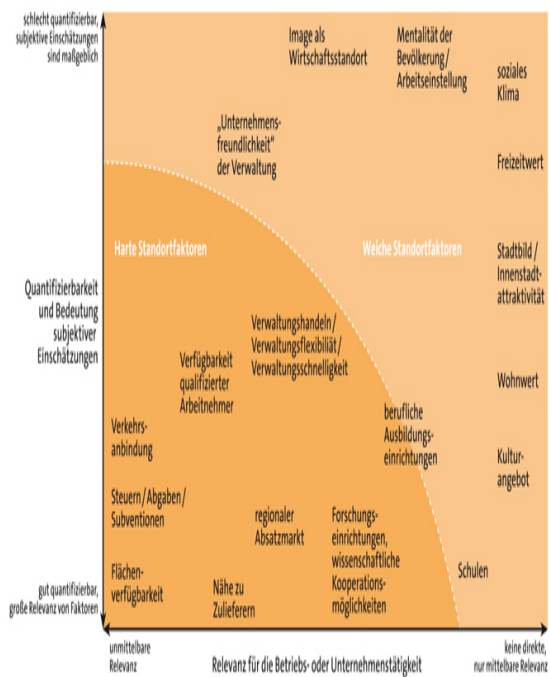 schlecht quantifizierbar,
subjektive Einschätzungen
sind maßgeblich
Image als
Wirtschaftsstandort
Mentalität der
Bevölkerung/
Arbeitseinstellung
soziales
Klima
„Unternehmens-
freundlichkeit“
der Verwaltung
Freizeitwert
Harte Standortfaktoren
Weiche Standortfaktoren
Stadtbild /
Innenstadt-
attraktivität
Quantifizierbarkeit
und Bedeutung
subjektiver
Einschätzungen
Verwaltungshandeln/
Verwaltungsflexibiliät/
Verwaltungsschnelligkeit
Verfügbarkeit
qualifizierter
Arbeitnehmer
Wohnwert
berufliche
Ausbildungs-
einrichtungen
Verkehrs-
anbindung
Kultur-
angebot
Steuern/Abgaben/
Subventionen
regionaler
Absatzmarkt
Forschungs-
einrichtungen,
wissenschaftliche
Kooperations-
möglichkeiten
Schulen
Flächen-
verfügbarkeit
Nähe zu
Zulieferern
gut quantifizierbar,
große Relevanz von Faktoren
unmittelbare
Relevanz
Relevanz für die Betriebs- oder Unternehmenstätigkeit
keine direkte,
nur mittelbare Relevanz